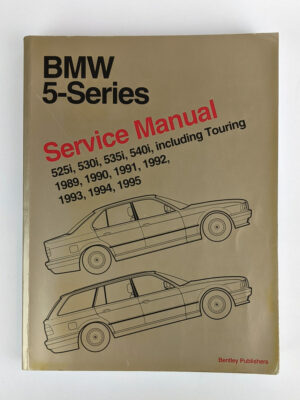 BMW
5-Series
Service Manual
525i, 530i, 535i, 540i, including Touring
1989, 1990, 1991, 1992,
1993, 1994, 1995
Bentley Publishers